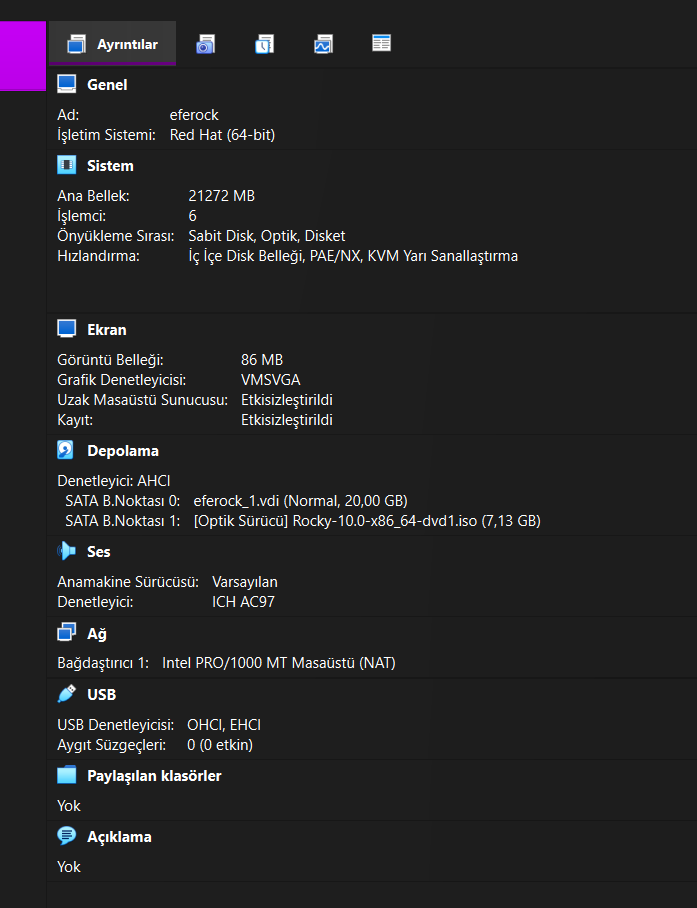 Ayrıntılar
Genel
Ad: eferock
İşletim Sistemi: Red Hat (64-bit)
Sistem
Ana Bellek: 21272 MB
İşlemci: 6
Önyükleme Sırası: Sabit Disk, Optik, Disket
Hızlandırma: İç İçe Disk Belleği, PAE/NX, KVM Yarı Sanallaştırma
Ekran
Görüntü Belleği: 86 MB
Grafik Denetleyicisi: VMSVGA
Uzak Masaüstü Sunucusu: Etkisizleştirildi
Kayıt: Etkisizleştirildi
Depolama
Denetleyici: AHCI
SATA B.Noktası 0: eferock_1.vdi (Normal, 20,00 GB)
SATA B.Noktası 1: [Optik Sürücü] Rocky-10.0-x86_64-dvd1.iso (7,13 GB)
Ses
Anamakine Sürücüsü: Varsayılan
Denetleyici: ICH AC97
Ağ
Bağdaştırıcı 1: Intel PRO/1000 MT Masaüstü (NAT)
USB
USB Denetleyicisi: OHCI, EHCI
Aygıt Süzgeçleri: 0 (0 etkin)
Paylaşılan klasörler
Yok
Açıklama
Yok